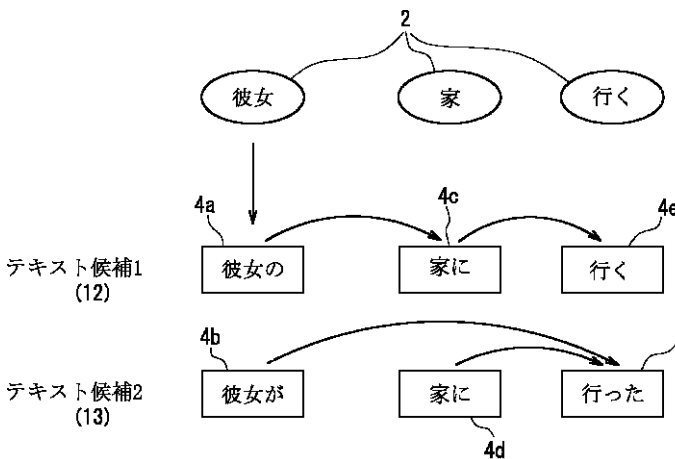 2
彼女 家 行く
4a 4c 4e
テキスト候補1 彼女の 家に 行く
(12)
4b
テキスト候補2 彼女が 家に 行った
(13)
4d